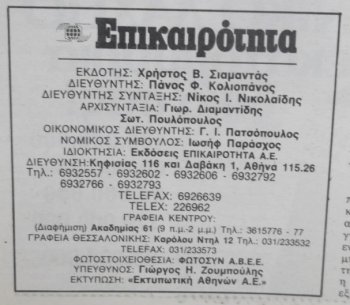 Επικαιρότητα
ΕΚΔΟΤΗΣ: Χρήστος Β. Σιαμαντάς
ΔΙΕΥΘΥΝΤΗΣ: Πάνος Φ. Κολιοπάνος
ΔΙΕΥΘΥΝΤΗΣ ΣΥΝΤΑΞΗΣ: Νίκος Ι. Νικολαΐδης
ΑΡΧΙΣΥΝΤΑΞΙΑ: Γιωρ. Διαμαντίδης
Σωτ. Πουλόπουλος
ΟΙΚΟΝΟΜΙΚΟΣ ΔΙΕΥΘΥΝΤΗΣ: Γ. Ι. Πατσόπουλος
ΝΟΜΙΚΟΣ ΣΥΜΒΟΥΛΟΣ: Ιωσήφ Παράσχος
ΙΔΙΟΚΤΗΣΙΑ: Εκδόσεις ΕΠΙΚΑΙΡΟΤΗΤΑ Α.Ε.
ΔΙΕΥΘΥΝΣΗ: Κηφισίας 116 και Δαβάκη 1, Αθήνα 115.26
Τηλ.: 6932557 - 6932602 - 6932606 - 6932792
6932766 - 6932793
TELEFAX: 6926639
TELEX: 226962
ΓΡΑΦΕΙΑ ΚΕΝΤΡΟΥ:
(Διαφήμιση) Ακαδημίας 61 (9 π.μ.-2 μ.μ.) Τηλ.: 3615776 - 77
ΓΡΑΦΕΙΑ ΘΕΣΣΑΛΟΝΙΚΗΣ: Καρόλου Ντηλ 12 Τηλ.: 031/233532
TELEFAX: 031/233573
ΦΩΤΟΣΤΟΙΧΕΙΟΘΕΣΙΑ: ΦΩΤΟΣΥΝ Α.Β.Ε.Ε.
ΥΠΕΥΘΥΝΟΣ: Γιώργος Η. Ζουμπούλης
ΕΚΤΥΠΩΣΗ: «Εκτυπωτική Αθηνών Α.Ε.»